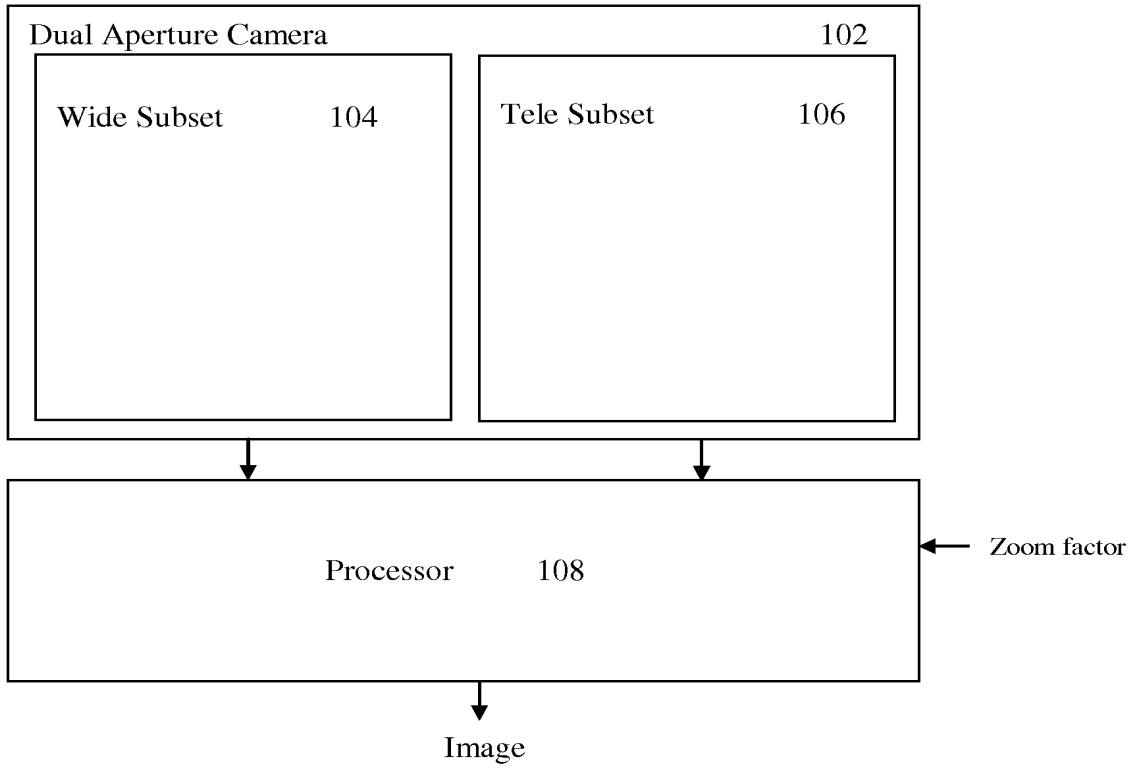 Dual Aperture Camera 102
Wide Subset 104
Tele Subset 106
Processor 108
Zoom factor
Image